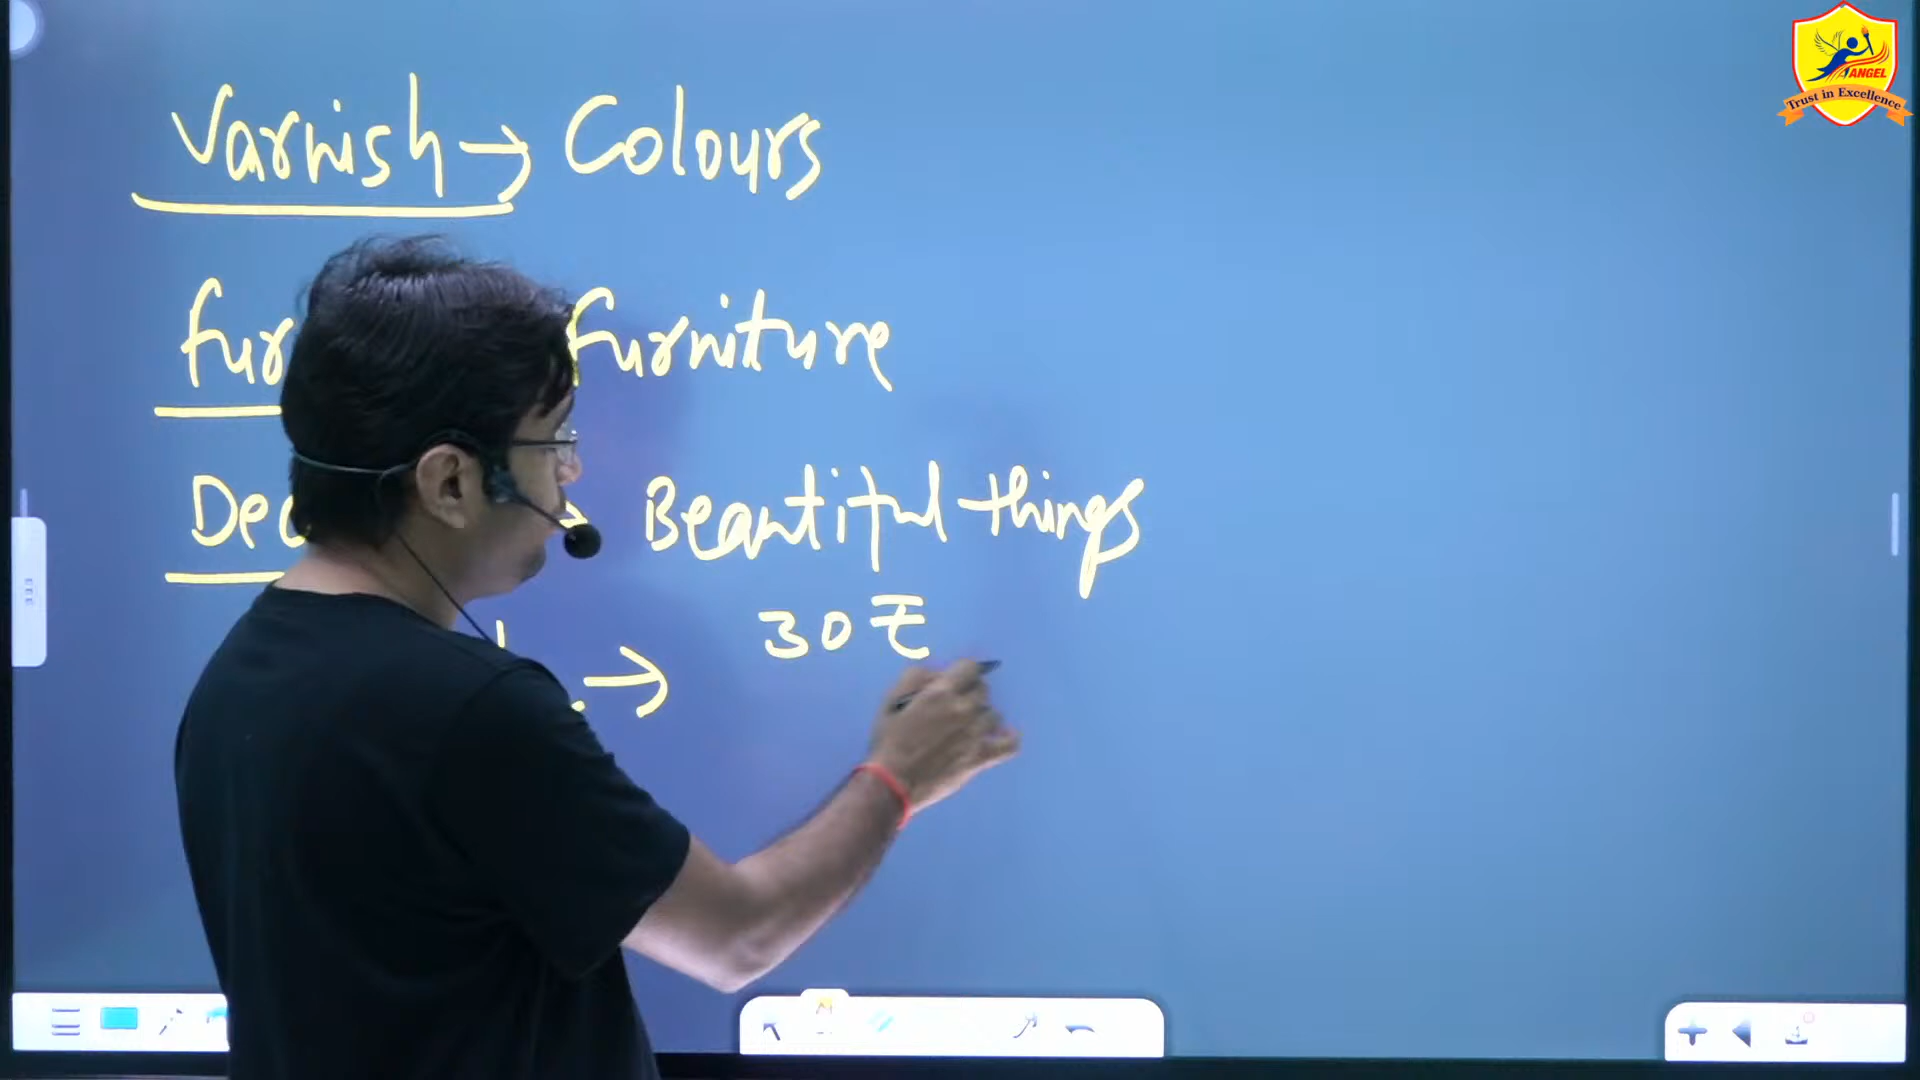 Varnish → Colours
Furniture
Beautiful things
30 ₹
→
ANGEL
Trust in Excellence